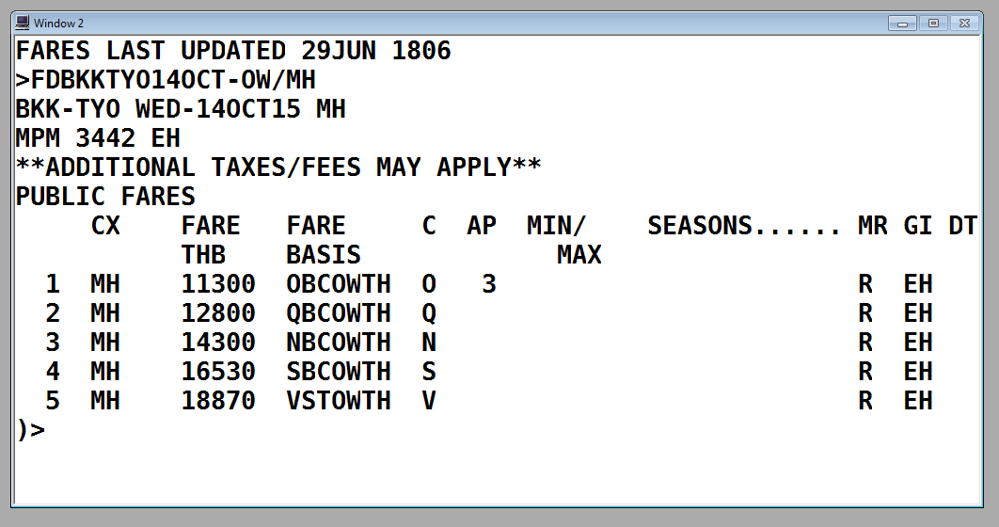 Window 2
FARES LAST UPDATED 29JUN 1806
>FDBKKTYO14OCT-OW/MH
BKK-TYO WED-14OCT15 MH
MPM 3442 EH
**ADDITIONAL TAXES/FEES MAY APPLY**
PUBLIC FARES
CX FARE FARE C AP MIN/ SEASONS...... MR GI DT
THB BASIS MAX
1 MH 11300 OBCOWTH O 3 R EH
2 MH 12800 QBCOWTH Q R EH
3 MH 14300 NBCOWTH N R EH
4 MH 16530 SBCOWTH S R EH
5 MH 18870 VSTOWTH V R EH
)>